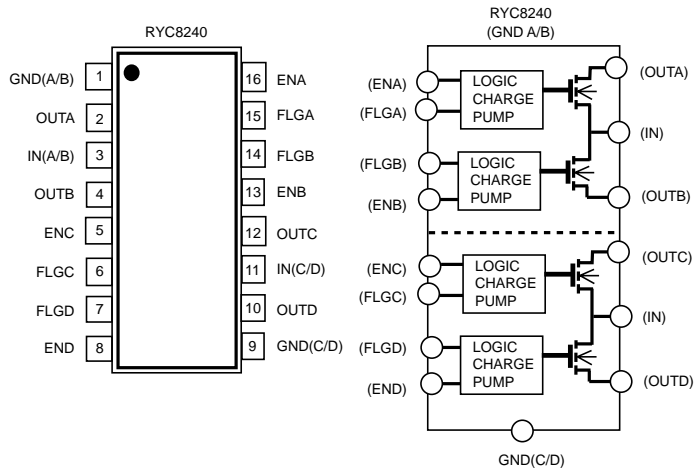 RYC8240
GND(A/B) 1
OUTA 2
IN(A/B) 3
OUTB 4
ENC 5
FLGC 6
FLGD 7
END 8
16 ENA
15 FLGA
14 FLGB
13 ENB
12 OUTC
11 IN(C/D)
10 OUTD
9 GND(C/D)
RYC8240
(GND A/B)
(ENA)
(FLGA)
LOGIC
CHARGE
PUMP
(OUTA)
(IN)
(FLGB)
(ENB)
LOGIC
CHARGE
PUMP
(OUTB)
(ENC)
(FLGC)
LOGIC
CHARGE
PUMP
(OUTC)
(IN)
(FLGD)
(END)
LOGIC
CHARGE
PUMP
(OUTD)
GND(C/D)